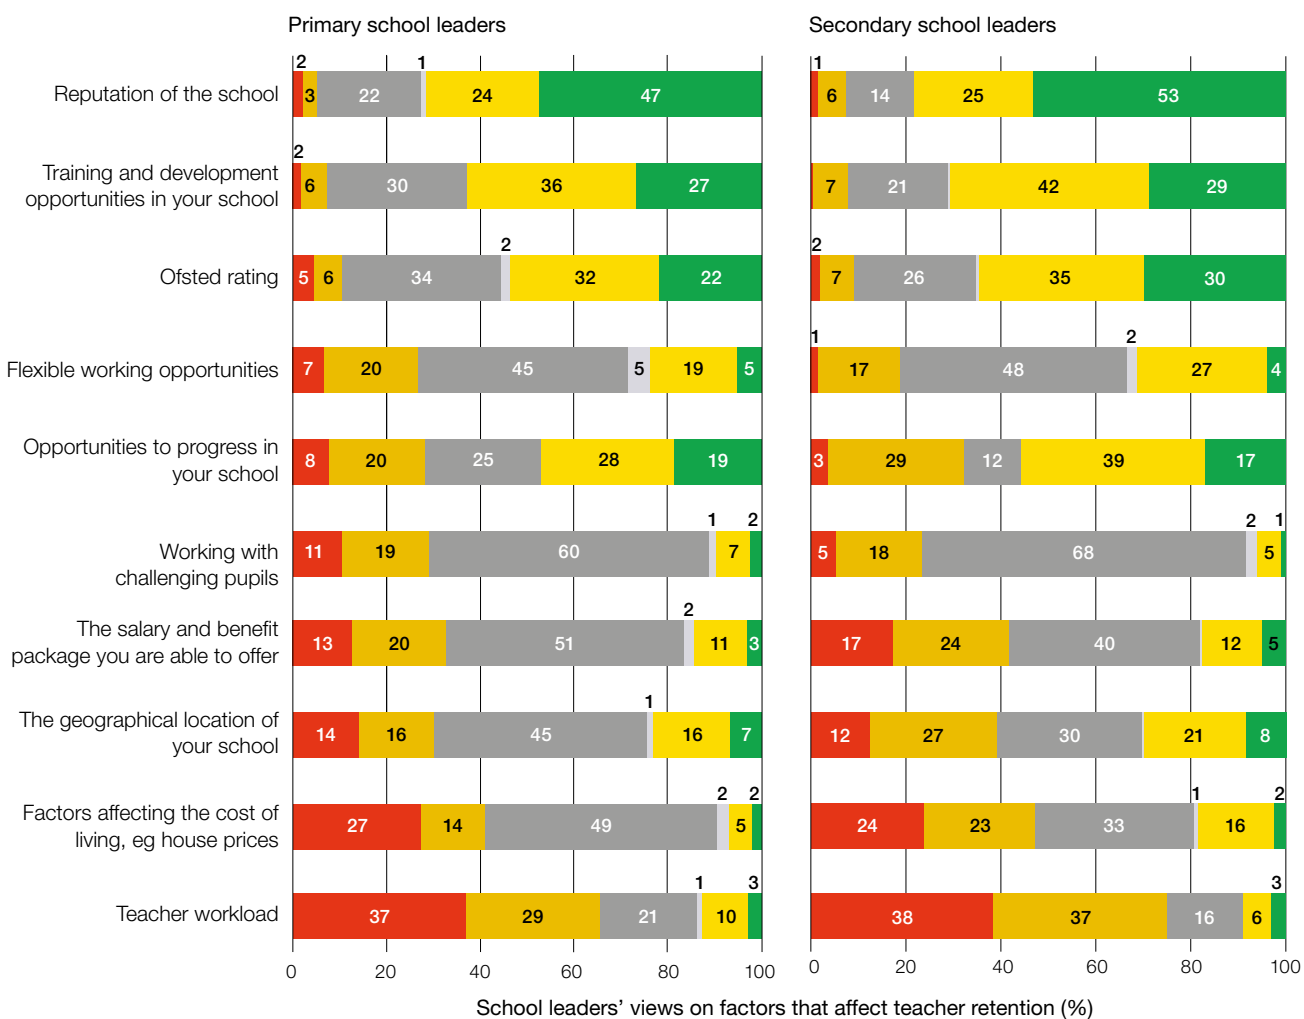 Primary school leaders
Secondary school leaders
Reputation of the school
2 3 22 1 24 47
1 6 14 25 53
Training and development
opportunities in your school
2 6 30 36 27
7 21 42 29
Ofsted rating
5 6 34 2 32 22
2 7 26 35 30
Flexible working opportunities
7 20 45 5 19 5
1 17 48 2 27 4
Opportunities to progress in
your school
8 20 25 28 19
3 29 12 39 17
Working with
challenging pupils
11 19 60 1 7 2
5 18 68 2 5 1
The salary and benefit
package you are able to offer
13 20 51 2 11 3
17 24 40 12 5
The geographical location of
your school
14 16 45 1 16 7
12 27 30 21 8
Factors affecting the cost of
living, eg house prices
27 14 49 2 5 2
24 23 33 1 16 2
Teacher workload
37 29 21 1 10 3
38 37 16 6 3
0 20 40 60 80 100
0 20 40 60 80 100
School leaders’ views on factors that affect teacher retention (%)